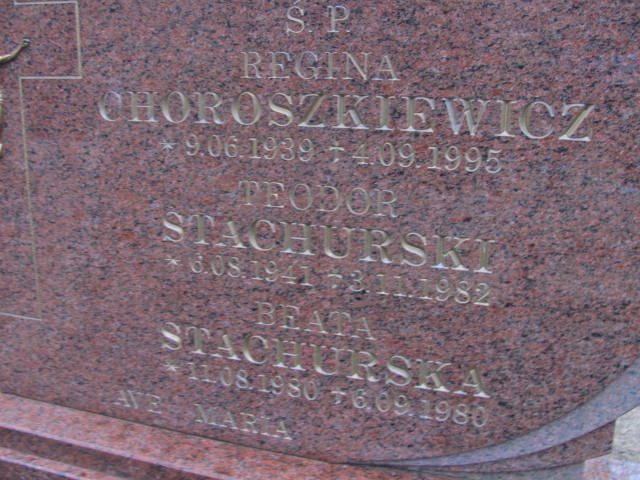 Ś. P.
REGINA
CHOROSZKIEWICZ
* 9.06.1939 + 4.09.1995
TEODOR
STACHURSKI
* 6.08.1941 + 3.11.1982
BEATA
STACHURSKA
* 11.08.1980 + 6.09.1980
AVE MARIA